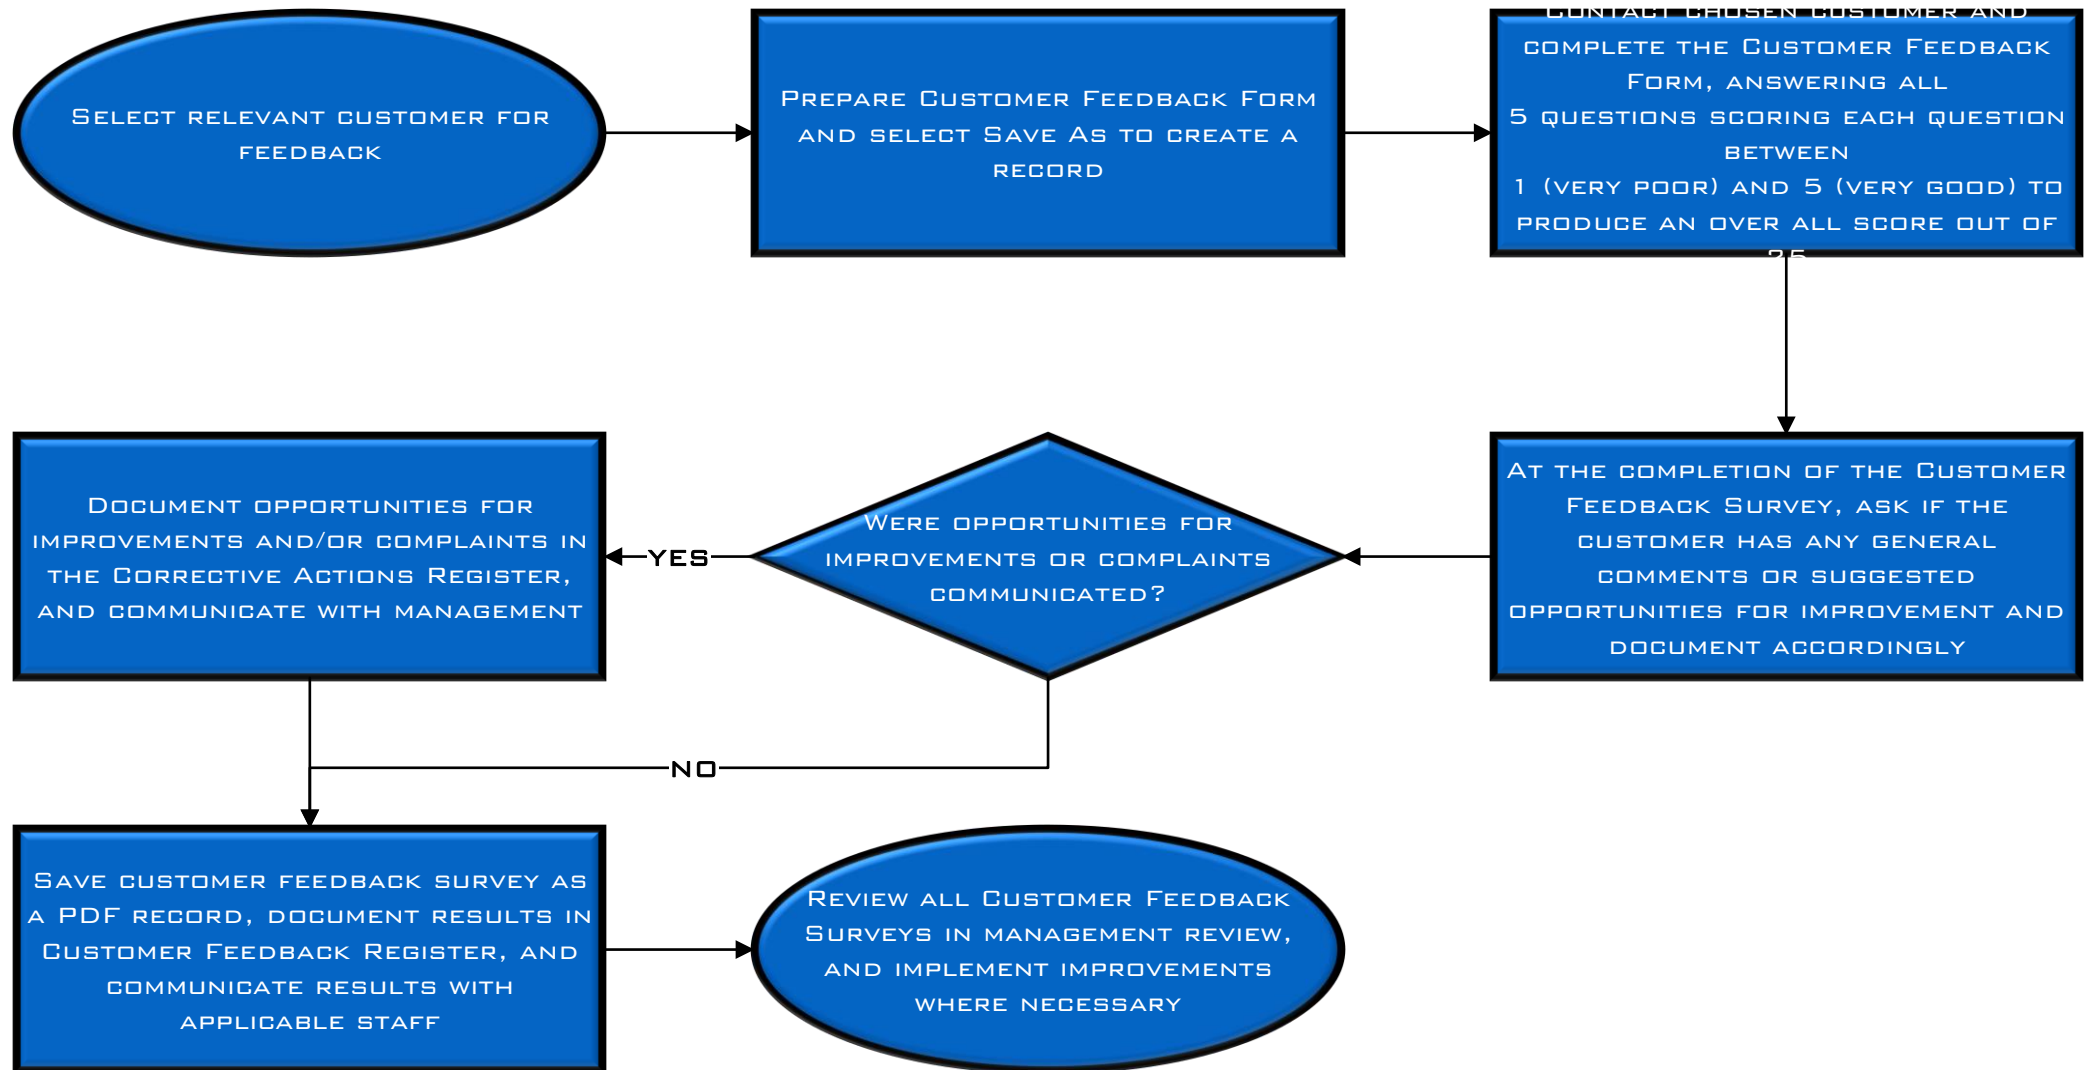 Select relevant customer for
feedback
Prepare Customer Feedback Form
and select Save As to create a
record
Contact chosen customer and
complete the Customer Feedback
Form, answering all
5 questions scoring each question
between
1 (very poor) and 5 (very good) to
produce an over all score out of
25
At the completion of the Customer
Feedback Survey, ask if the
customer has any general
comments or suggested
opportunities for improvement and
document accordingly
Were opportunities for
improvements or complaints
communicated?
YES
Document opportunities for
improvements and/or complaints in
the Corrective Actions Register,
and communicate with management
NO
Save customer feedback survey as
a PDF record, document results in
Customer Feedback Register, and
communicate results with
applicable staff
Review all Customer Feedback
Surveys in management review,
and implement improvements
where necessary